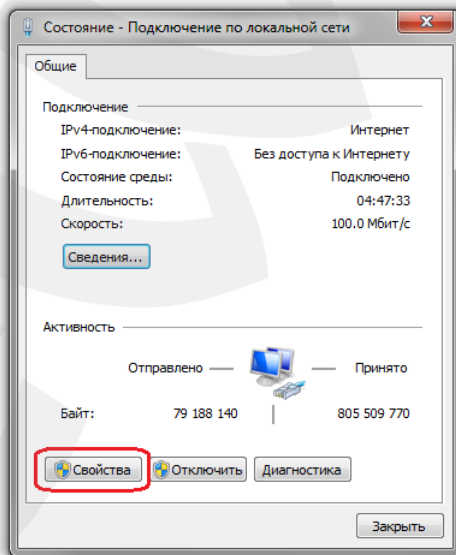 Состояние - Подключение по локальной сети
Общие
Подключение
IPv4-подключение: Интернет
IPv6-подключение: Без доступа к Интернету
Состояние среды: Подключено
Длительность: 04:47:33
Скорость: 100.0 Мбит/с
Сведения...
Активность
Отправлено — — Принято
Байт: 79 188 140 | 805 509 770
Свойства Отключить Диагностика
Закрыть